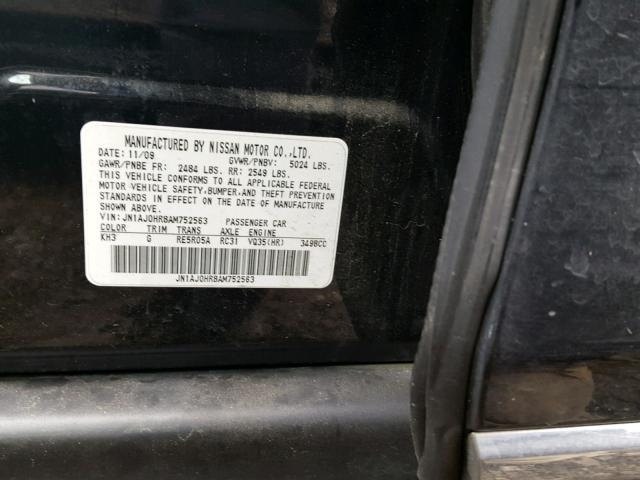 MANUFACTURED BY NISSAN MOTOR CO.,LTD.
DATE: 11/09 GVWR/PNBV: 5024 LBS.
GAWR/PNBE FR: 2484 LBS. RR: 2549 LBS.
THIS VEHICLE CONFORMS TO ALL APPLICABLE FEDERAL
MOTOR VEHICLE SAFETY,BUMPER,AND THEFT PREVENTION
STANDARDS IN EFFECT ON THE DATE OF MANUFACTURE
SHOWN ABOVE.
VIN: JN1AJ0HR8AM752563 PASSENGER CAR
COLOR TRIM TRANS AXLE ENGINE
KH3 G RE5R05A RC31 VQ35(HR) 3498CC
JN1AJ0HR8AM752563